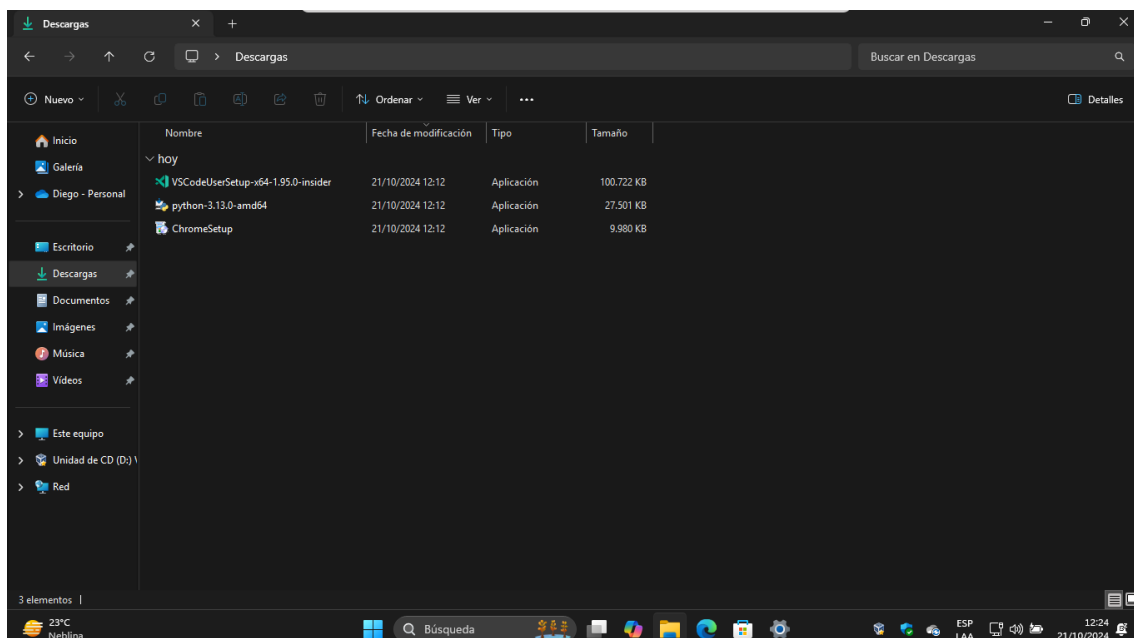 Descargas
Descargas
Buscar en Descargas
Nuevo
Ordenar
Ver
Detalles
Nombre Fecha de modificación Tipo Tamaño
hoy
VSCodeUserSetup-x64-1.95.0-insider 21/10/2024 12:12 Aplicación 100.722 KB
python-3.13.0-amd64 21/10/2024 12:12 Aplicación 27.501 KB
ChromeSetup 21/10/2024 12:12 Aplicación 9.980 KB
Inicio
Galería
Diego - Personal
Escritorio
Descargas
Documentos
Imágenes
Música
Vídeos
Este equipo
Unidad de CD (D:)
Red
3 elementos
23°C
Neblina
Búsqueda
ESP
LAA
12:24
21/10/2024